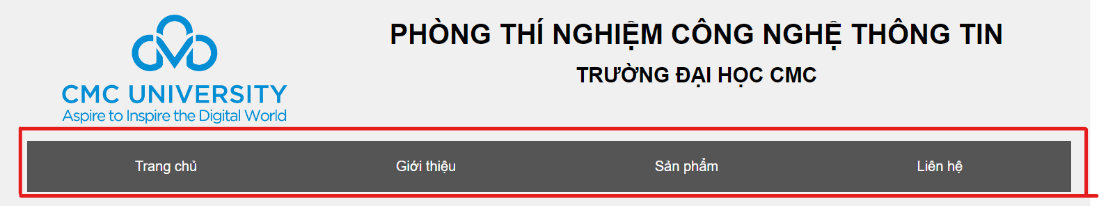 PHÒNG THÍ NGHIỆM CÔNG NGHỆ THÔNG TIN
TRƯỜNG ĐẠI HỌC CMC
CMC UNIVERSITY
Aspire to Inspire the Digital World
Trang chủ Giới thiệu Sản phẩm Liên hệ